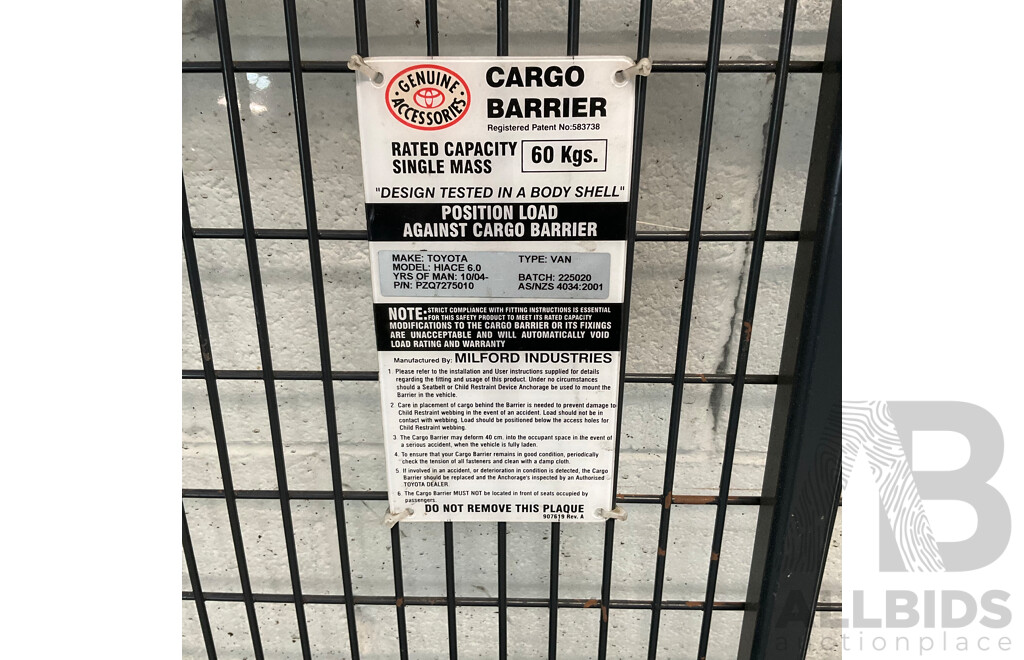 GENUINE ACCESSORIES
CARGO
BARRIER
Registered Patent No:583738
RATED CAPACITY
SINGLE MASS
60 Kgs.
"DESIGN TESTED IN A BODY SHELL"
POSITION LOAD
AGAINST CARGO BARRIER
MAKE: TOYOTA TYPE: VAN
MODEL: HIACE 6.0
YRS OF MAN: 10/04- BATCH: 225020
P/N: PZQ7275010 AS/NZS 4034:2001
NOTE: STRICT COMPLIANCE WITH FITTING INSTRUCTIONS IS ESSENTIAL
FOR THIS SAFETY PRODUCT TO MEET ITS RATED CAPACITY
MODIFICATIONS TO THE CARGO BARRIER OR ITS FIXINGS
ARE UNACCEPTABLE AND WILL AUTOMATICALLY VOID
LOAD RATING AND WARRANTY
Manufactured By: MILFORD INDUSTRIES
1. Please refer to the installation and User instructions supplied for details
regarding the fitting and usage of this product. Under no circumstances
should a Seatbelt or Child Restraint Device Anchorage be used to mount the
Barrier in the vehicle.
2. Care in placement of cargo behind the Barrier is needed to prevent damage to
Child Restraint webbing in the event of an accident. Load should not be in
contact with webbing. Load should be positioned below the access holes for
Child Restraint webbing.
3. The Cargo Barrier may deform 40 cm. into the occupant space in the event of
a serious accident, when the vehicle is fully laden.
4. To ensure that your Cargo Barrier remains in good condition, periodically
check the tension of all fasteners and clean with a damp cloth.
5. If involved in an accident, or deterioration in condition is detected, the Cargo
Barrier should be replaced and the Anchorage's inspected by an Authorised
TOYOTA DEALER.
6. The Cargo Barrier MUST NOT be located in front of seats occupied by
passengers.
DO NOT REMOVE THIS PLAQUE
907619 Rev. A
AB
ALLBIDS
auctionplace